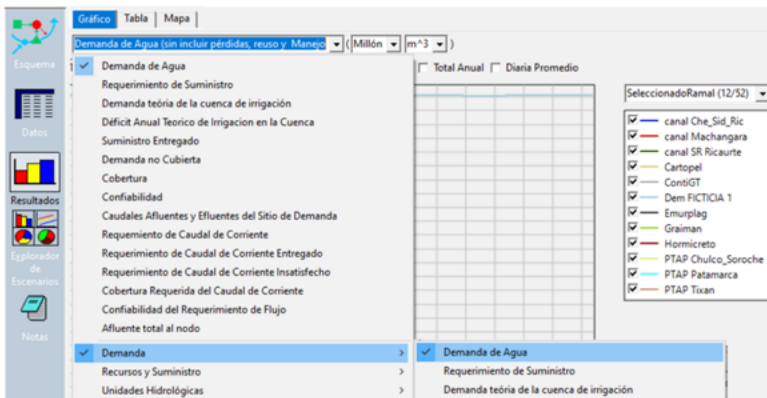 Gráfico Tabla Mapa
Demanda de Agua (sin incluir pérdidas, reuso y Manejo ( Millón m^3 )
Total Anual Diaria Promedio
Esquema
Datos
Resultados
Explorador
de
Escenarios
Notas
Demanda de Agua
Requerimiento de Suministro
Demanda teória de la cuenca de irrigación
Déficit Anual Teorico de Irrigacion en la Cuenca
Suministro Entregado
Demanda no Cubierta
Cobertura
Confiabilidad
Caudales Afluentes y Efluentes del Sitio de Demanda
Requemiento de Caudal de Corriente
Requerimiento de Caudal de Corriente Entregado
Requerimiento de Caudal de Corriente Insatisfecho
Cobertura Requerida del Caudal de Corriente
Confiabilidad del Requerimiento de Flujo
Afluente total al nodo
Demanda
Recursos y Suministro
Unidades Hidrológicas
Demanda de Agua
Requerimiento de Suministro
Demanda teória de la cuenca de irrigación
SeleccionadoRamal (12/52)
canal Che_Sid_Ric
canal Machangara
canal SR Ricaurte
Cartopel
ContiGT
Dem FICTICIA 1
Emurplag
Graiman
Hormicreto
PTAP Chulco_Soroche
PTAP Patamarca
PTAP Tixan